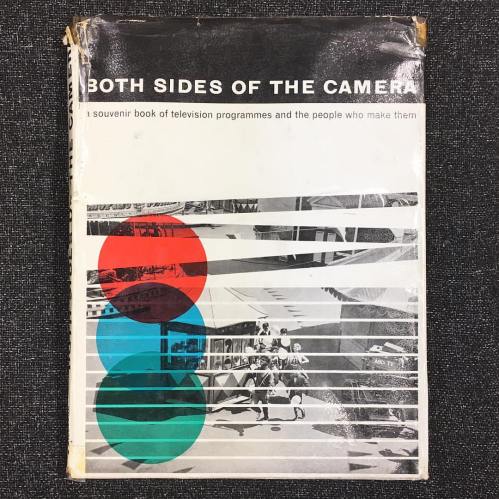 BOTH SIDES OF THE CAMERA
a souvenir book of television programmes and the people who make them